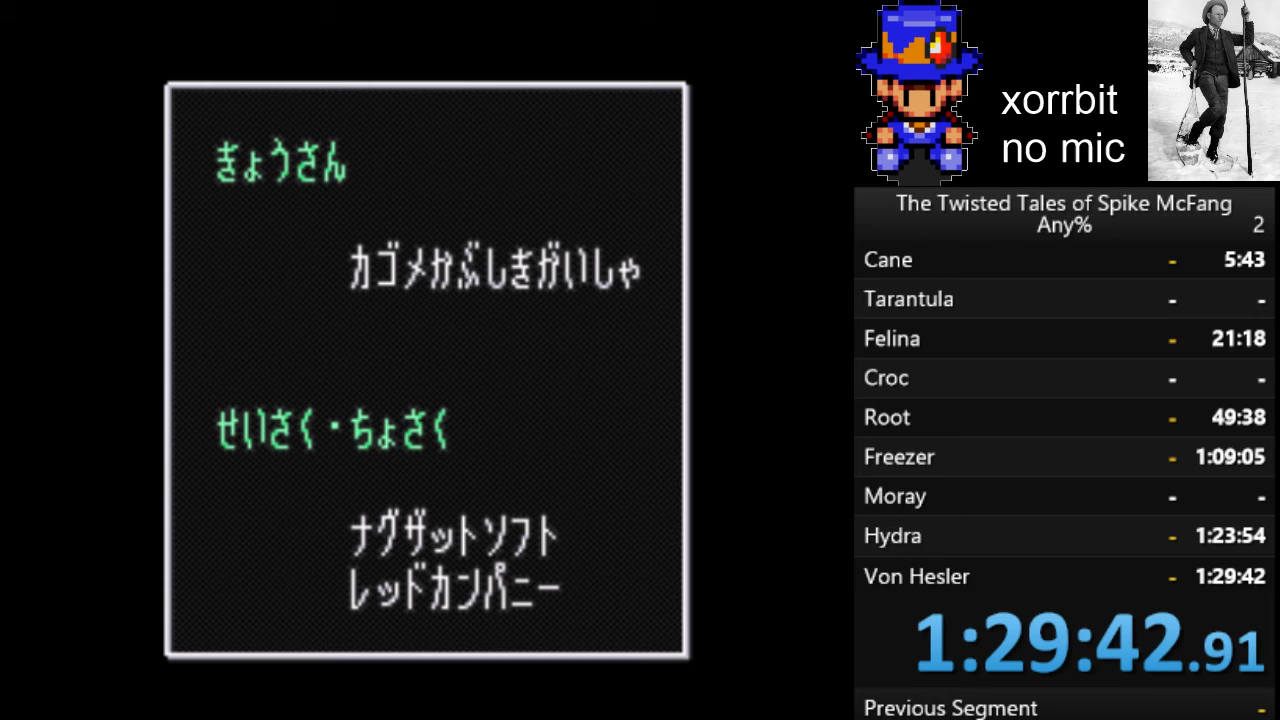 きょうさん
カゴメかぶしきがいしゃ
せいさく・ちょさく
ナグザットソフト
レッドカンパニー
xorrbit
no mic
The Twisted Tales of Spike McFang
Any% 2
Cane - 5:43
Tarantula - -
Felina - 21:18
Croc - -
Root - 49:38
Freezer - 1:09:05
Moray - -
Hydra - 1:23:54
Von Hesler - 1:29:42
1:29:42.91
Previous Segment -